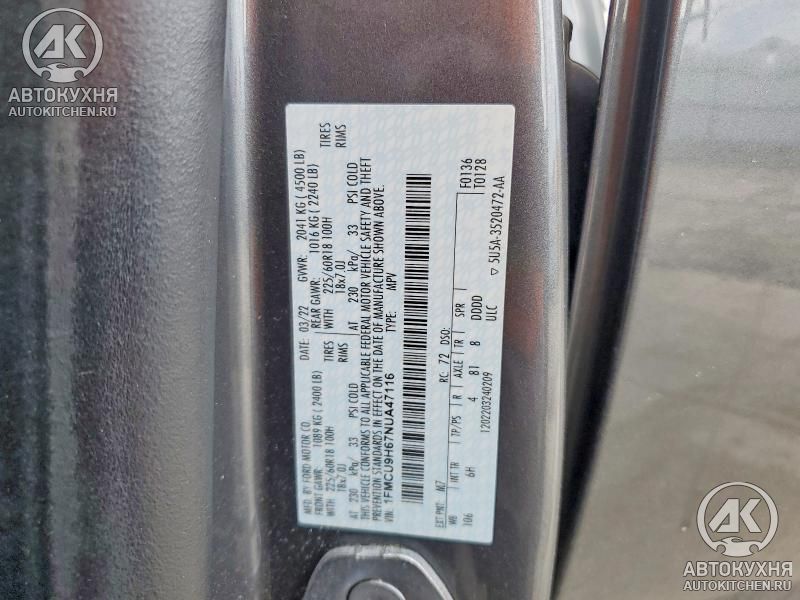 АВТОКУХНЯ
AUTOKITCHEN.RU
MFD. BY FORD MOTOR CO. DATE: 03/22 GVWR: 2041 KG ( 4500 LB)
FRONT GAWR: 1089 KG ( 2400 LB) REAR GAWR: 1016 KG ( 2240 LB)
WITH 225/60R18 100H TIRES WITH 225/60R18 100H TIRES
18x7.0J RIMS 18x7.0J RIMS
AT 230 kPa/ 33 PSI COLD AT 230 kPa/ 33 PSI COLD
THIS VEHICLE CONFORMS TO ALL APPLICABLE FEDERAL MOTOR VEHICLE SAFETY AND THEFT
PREVENTION STANDARDS IN EFFECT ON THE DATE OF MANUFACTURE SHOWN ABOVE.
VIN: 1FMCU9H67NUA47116 TYPE: MPV
F0136
T0128
EXT PNT: M7 RC: 72 DSO:
WB INT TR TP/PS R AXLE TR SPR
106 6H 4 81 8 DDDD
ULC
1202203240209
▽ 5U5A-3520472-AA
АК
АВТОКУХНЯ
AUTOKITCHEN.RU